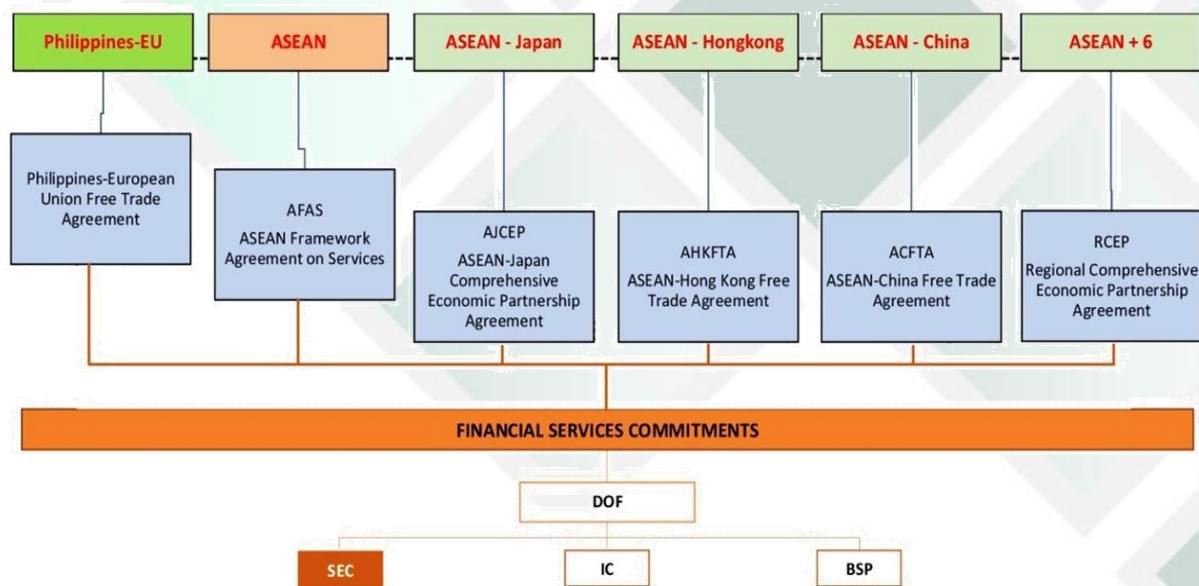 Philippines-EU
ASEAN
ASEAN - Japan
ASEAN - Hongkong
ASEAN - China
ASEAN + 6
Philippines-European
Union Free Trade
Agreement
AFAS
ASEAN Framework
Agreement on Services
AJCEP
ASEAN-Japan
Comprehensive
Economic Partnership
Agreement
AHKFTA
ASEAN-Hong Kong Free
Trade Agreement
ACFTA
ASEAN-China Free Trade
Agreement
RCEP
Regional Comprehensive
Economic Partnership
Agreement
FINANCIAL SERVICES COMMITMENTS
DOF
SEC
IC
BSP